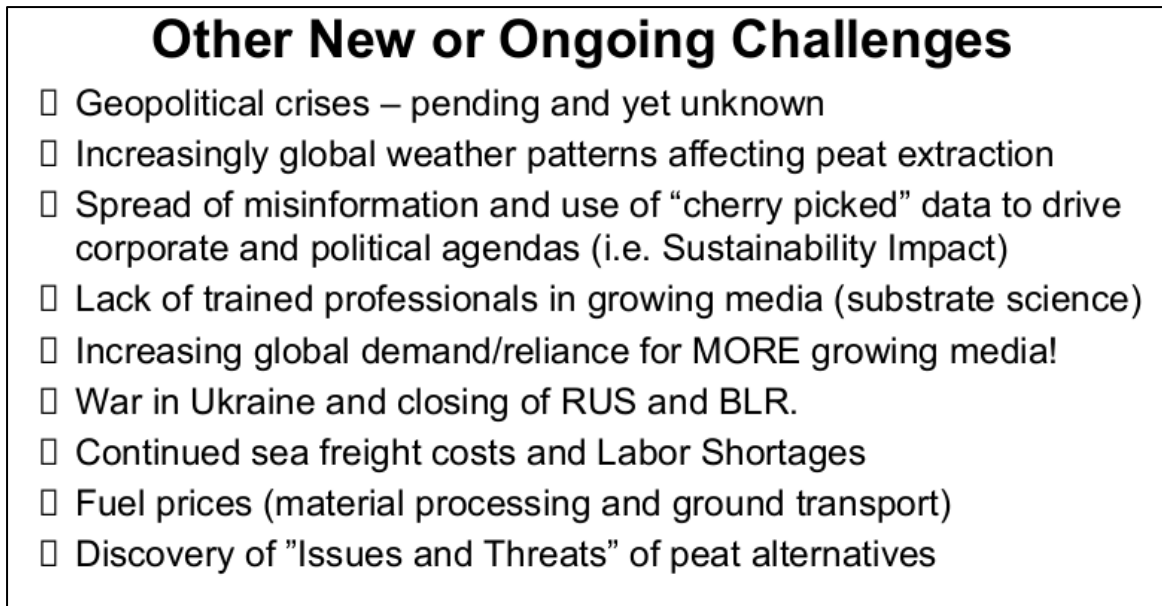 Other New or Ongoing Challenges
Geopolitical crises – pending and yet unknown
Increasingly global weather patterns affecting peat extraction
Spread of misinformation and use of “cherry picked” data to drive
corporate and political agendas (i.e. Sustainability Impact)
Lack of trained professionals in growing media (substrate science)
Increasing global demand/reliance for MORE growing media!
War in Ukraine and closing of RUS and BLR.
Continued sea freight costs and Labor Shortages
Fuel prices (material processing and ground transport)
Discovery of ”Issues and Threats” of peat alternatives